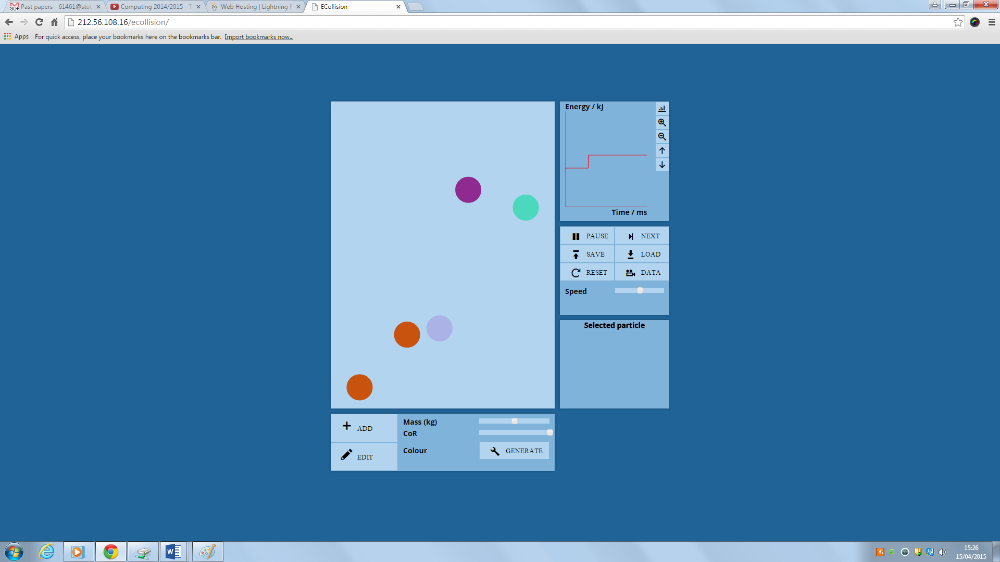 30+ Past papers - 61461@stuc
Computing 2014/2015 - T
Web Hosting | Lightning F
ECollision
212.56.108.16/ecollision/
Apps For quick access, place your bookmarks here on the bookmarks bar. Import bookmarks now...
Energy / kJ
Time / ms
PAUSE NEXT
SAVE LOAD
RESET DATA
Speed
Selected particle
ADD
EDIT
Mass (kg)
CoR
Colour GENERATE
W
15:26
15/04/2015